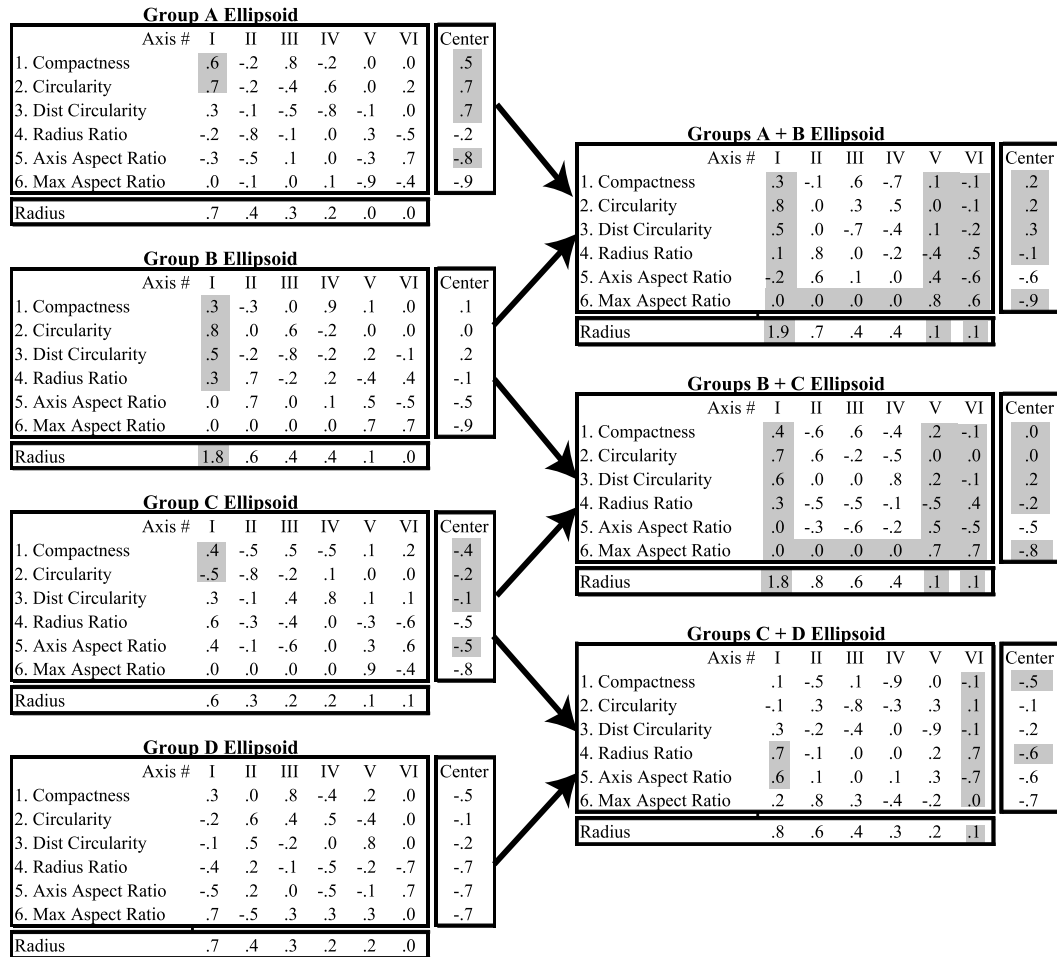 Group A Ellipsoid
Axis # I II III IV V VI Center
1. Compactness .6 -.2 .8 -.2 .0 .0 .5
2. Circularity .7 -.2 -.4 .6 .0 .2 .7
3. Dist Circularity .3 -.1 -.5 -.8 -.1 .0 .7
4. Radius Ratio -.2 -.8 -.1 .0 .3 -.5 -.2
5. Axis Aspect Ratio -.3 -.5 .1 .0 -.3 .7 -.8
6. Max Aspect Ratio .0 -.1 .0 .1 -.9 -.4 -.9
Radius .7 .4 .3 .2 .0 .0
Group B Ellipsoid
Axis # I II III IV V VI Center
1. Compactness .3 -.3 .0 .9 .1 .0 .1
2. Circularity .8 .0 .6 -.2 .0 .0 .0
3. Dist Circularity .5 -.2 -.8 -.2 .2 -.1 .2
4. Radius Ratio .3 .7 -.2 .2 -.4 .4 -.1
5. Axis Aspect Ratio .0 .7 .0 .1 .5 -.5 -.5
6. Max Aspect Ratio .0 .0 .0 .0 .7 .7 -.9
Radius 1.8 .6 .4 .4 .1 .0
Group C Ellipsoid
Axis # I II III IV V VI Center
1. Compactness .4 -.5 .5 -.5 .1 .2 -.4
2. Circularity -.5 -.8 -.2 .1 .0 .0 -.2
3. Dist Circularity .3 -.1 .4 .8 .1 .1 -.1
4. Radius Ratio .6 -.3 -.4 .0 -.3 -.6 -.5
5. Axis Aspect Ratio .4 -.1 -.6 .0 .3 .6 -.5
6. Max Aspect Ratio .0 .0 .0 .0 .9 -.4 -.8
Radius .6 .3 .2 .2 .1 .1
Group D Ellipsoid
Axis # I II III IV V VI Center
1. Compactness .3 .0 .8 -.4 .2 .0 -.5
2. Circularity -.2 .6 .4 .5 -.4 .0 -.1
3. Dist Circularity -.1 .5 -.2 .0 .8 .0 -.2
4. Radius Ratio -.4 .2 -.1 -.5 -.2 -.7 -.7
5. Axis Aspect Ratio -.5 .2 .0 -.5 -.1 .7 -.7
6. Max Aspect Ratio .7 -.5 .3 .3 .3 .0 -.7
Radius .7 .4 .3 .2 .2 .0
Groups A + B Ellipsoid
Axis # I II III IV V VI Center
1. Compactness .3 -.1 .6 -.7 .1 -.1 .2
2. Circularity .8 .0 .3 .5 .0 -.1 .2
3. Dist Circularity .5 .0 -.7 -.4 .1 -.2 .3
4. Radius Ratio .1 .8 .0 -.2 -.4 .5 -.1
5. Axis Aspect Ratio -.2 .6 .1 .0 .4 -.6 -.6
6. Max Aspect Ratio .0 .0 .0 .0 .8 .6 -.9
Radius 1.9 .7 .4 .4 .1 .1
Groups B + C Ellipsoid
Axis # I II III IV V VI Center
1. Compactness .4 -.6 .6 -.4 .2 -.1 .0
2. Circularity .7 .6 -.2 -.5 .0 .0 .0
3. Dist Circularity .6 .0 .0 .8 .2 -.1 .2
4. Radius Ratio .3 -.5 -.5 -.1 -.5 .4 -.2
5. Axis Aspect Ratio .0 -.3 -.6 -.2 .5 -.5 -.5
6. Max Aspect Ratio .0 .0 .0 .0 .7 .7 -.8
Radius 1.8 .8 .6 .4 .1 .1
Groups C + D Ellipsoid
Axis # I II III IV V VI Center
1. Compactness .1 -.5 .1 -.9 .0 -.1 -.5
2. Circularity -.1 .3 -.8 -.3 .3 .1 -.1
3. Dist Circularity .3 -.2 -.4 .0 -.9 -.1 -.2
4. Radius Ratio .7 -.1 .0 .0 .2 .7 -.6
5. Axis Aspect Ratio .6 .1 .0 .1 .3 -.7 -.6
6. Max Aspect Ratio .2 .8 .3 -.4 -.2 .0 -.7
Radius .8 .6 .4 .3 .2 .1